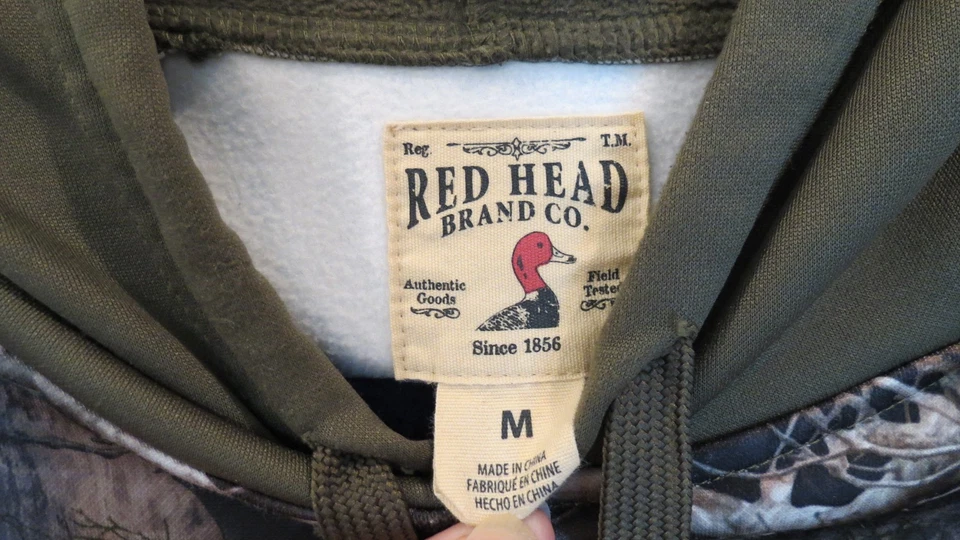 Reg. T.M.
RED HEAD
BRAND CO.
Authentic
Goods
Field
Since 1856
M
MADE IN CHINA
FABRIQUÉ EN CHINE
HECHO EN CHINA